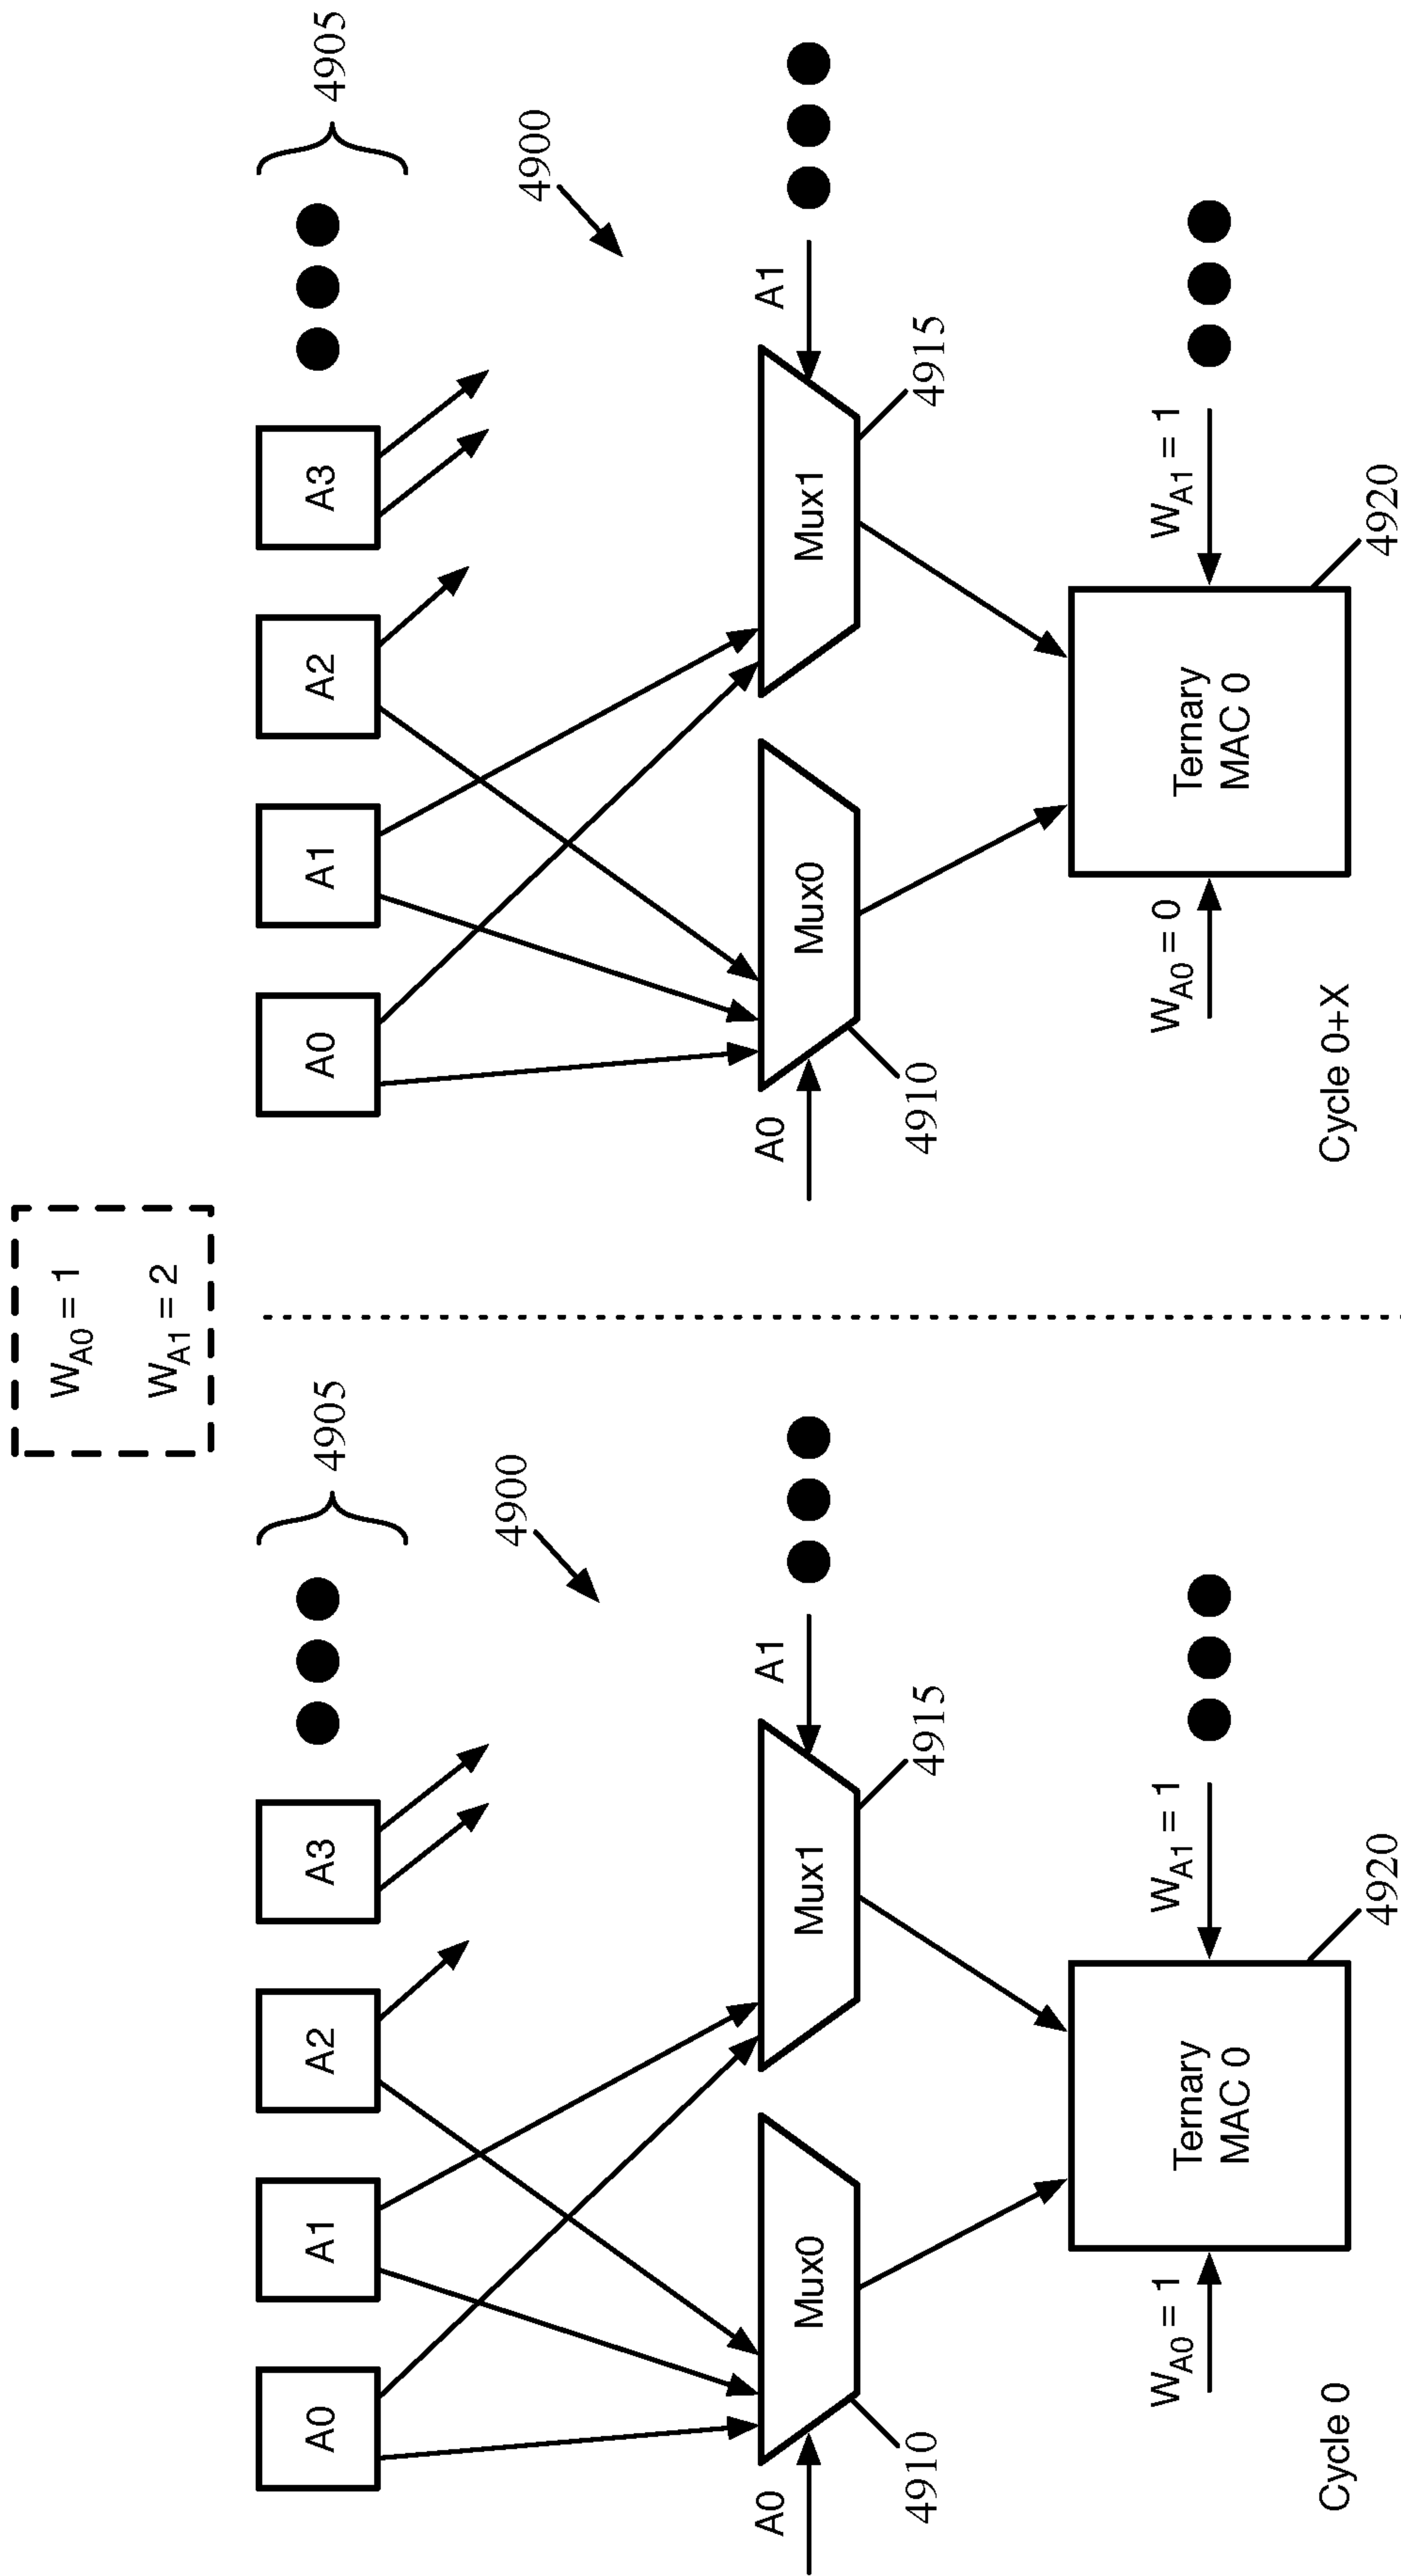 W_A0 = 1
W_A1 = 2
4905
A0 A1 A2 A3
4900
A0 Mux0 Mux1 A1
4910 4915
W_A0 = 1 Ternary W_A1 = 1
MAC 0
4920
Cycle 0
4905
A0 A1 A2 A3
4900
A0 Mux0 Mux1 A1
4910 4915
W_A0 = 0 Ternary W_A1 = 1
MAC 0
4920
Cycle 0+X